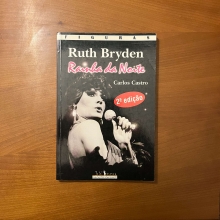 FIGURAS
Ruth Bryden
Rainha da Noite
Carlos Castro
2ª edição